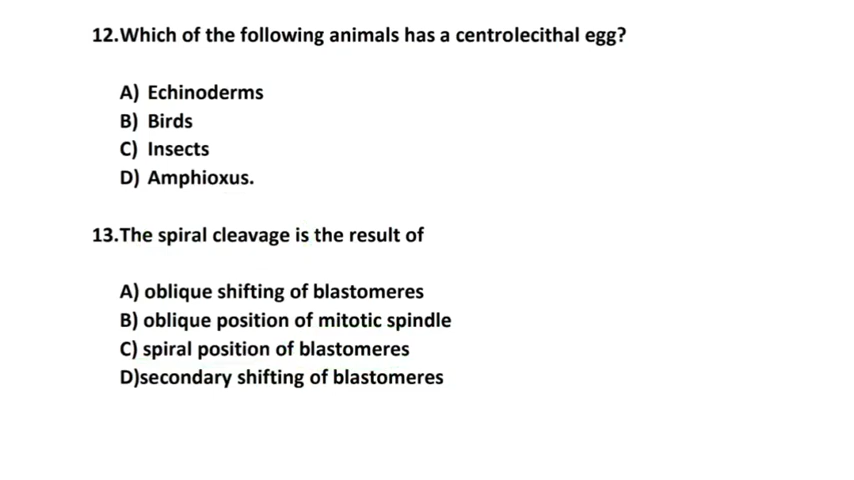 12.Which of the following animals has a centrolecithal egg?
A) Echinoderms
B) Birds
C) Insects
D) Amphioxus.
13.The spiral cleavage is the result of
A) oblique shifting of blastomeres
B) oblique position of mitotic spindle
C) spiral position of blastomeres
D)secondary shifting of blastomeres